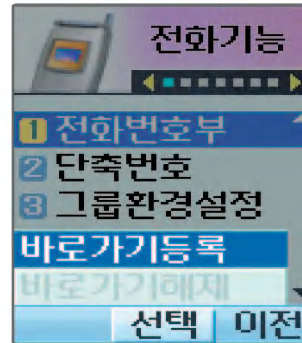 전화기능
1 전화번호부
2 단축번호
3 그룹환경설정
바로가기등록
바로가기해제
선택 이전